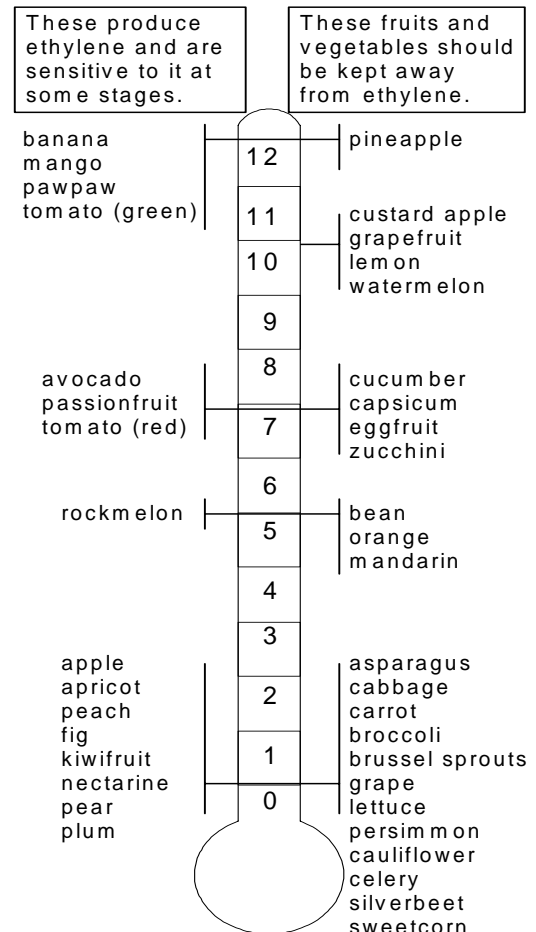 These produce
ethylene and are
sensitive to it at
some stages.
These fruits and
vegetables should
be kept away
from ethylene.
banana
mango
pawpaw
tomato (green)
pineapple
12
11
custard apple
grapefruit
lemon
watermelon
10
9
8
avocado
passionfruit
tomato (red)
cucumber
capsicum
eggfruit
zucchini
7
6
rockmelon
bean
orange
mandarin
5
4
3
apple
apricot
peach
fig
kiwifruit
nectarine
pear
plum
2
1
0
asparagus
cabbage
carrot
broccoli
brussel sprouts
grape
lettuce
persimmon
cauliflower
celery
silverbeet
sweetcorn